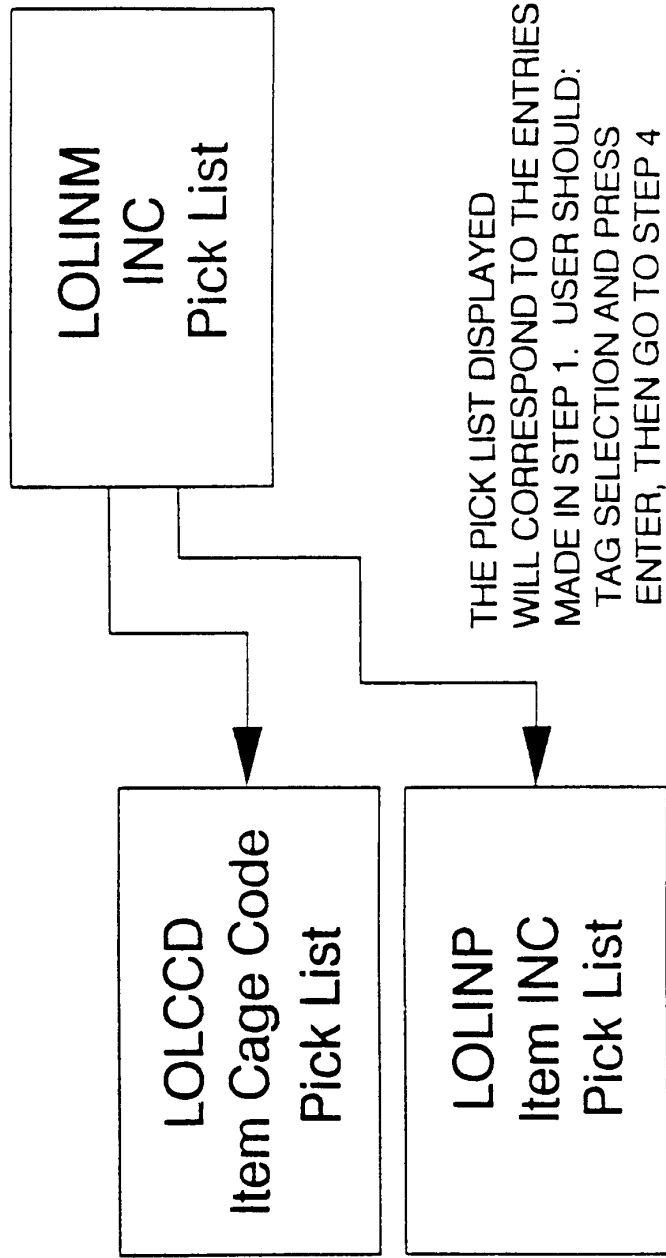 LOLINM
INC
Pick List
LOLCCD
Item Cage Code
Pick List
LOLINP
Item INC
Pick List
THE PICK LIST DISPLAYED
WILL CORRESPOND TO THE ENTRIES
MADE IN STEP 1. USER SHOULD:
TAG SELECTION AND PRESS
ENTER, THEN GO TO STEP 4